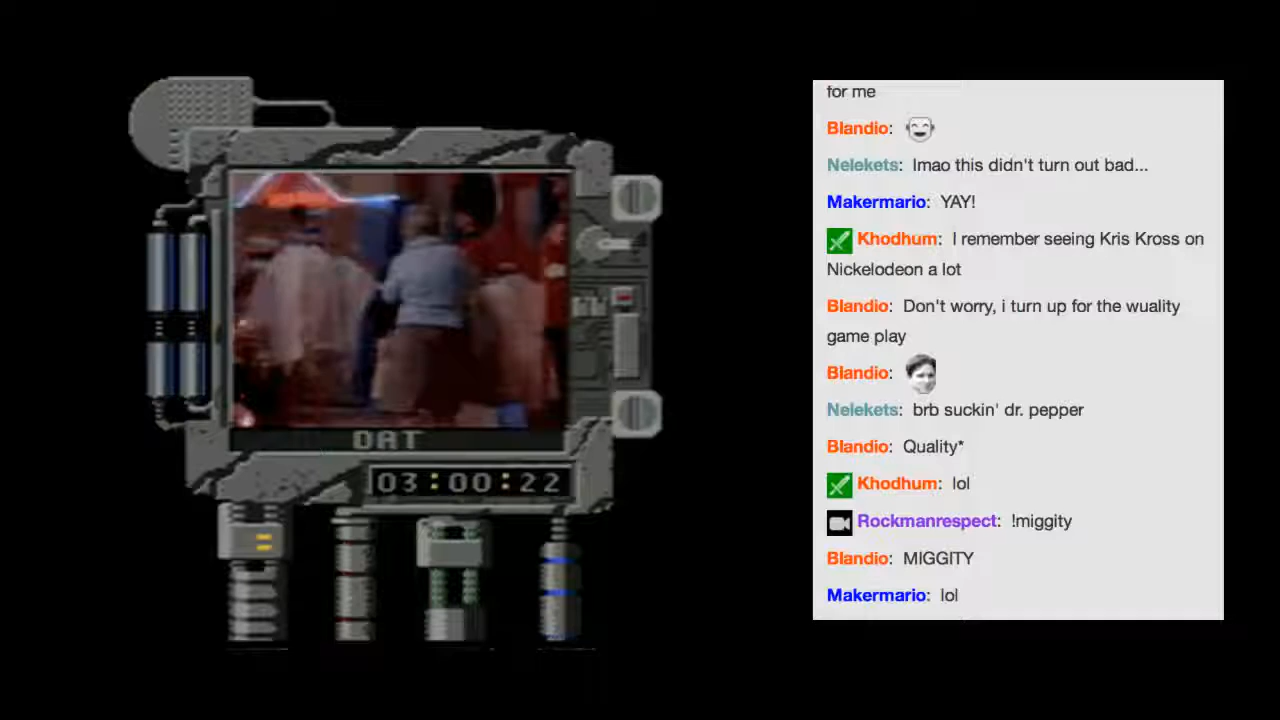 for me
Blandio:
Nelekets: lmao this didn't turn out bad...
Makermario: YAY!
Khodhum: I remember seeing Kris Kross on
Nickelodeon a lot
Blandio: Don't worry, i turn up for the wuality
game play
Blandio:
Nelekets: brb suckin' dr. pepper
Blandio: Quality*
Khodhum: lol
Rockmanrespect: !miggity
Blandio: MIGGITY
Makermario: lol
DAT
03:00:22